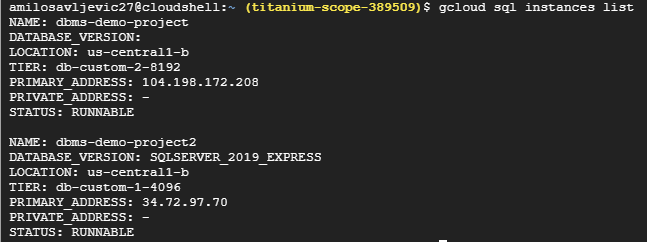 amilosavljevic27@cloudshell:~ (titanium-scope-389509)$ gcloud sql instances list
NAME: dbms-demo-project
DATABASE_VERSION:
LOCATION: us-central1-b
TIER: db-custom-2-8192
PRIMARY_ADDRESS: 104.198.172.208
PRIVATE_ADDRESS: -
STATUS: RUNNABLE

NAME: dbms-demo-project2
DATABASE_VERSION: SQLSERVER_2019_EXPRESS
LOCATION: us-central1-b
TIER: db-custom-1-4096
PRIMARY_ADDRESS: 34.72.97.70
PRIVATE_ADDRESS: -
STATUS: RUNNABLE